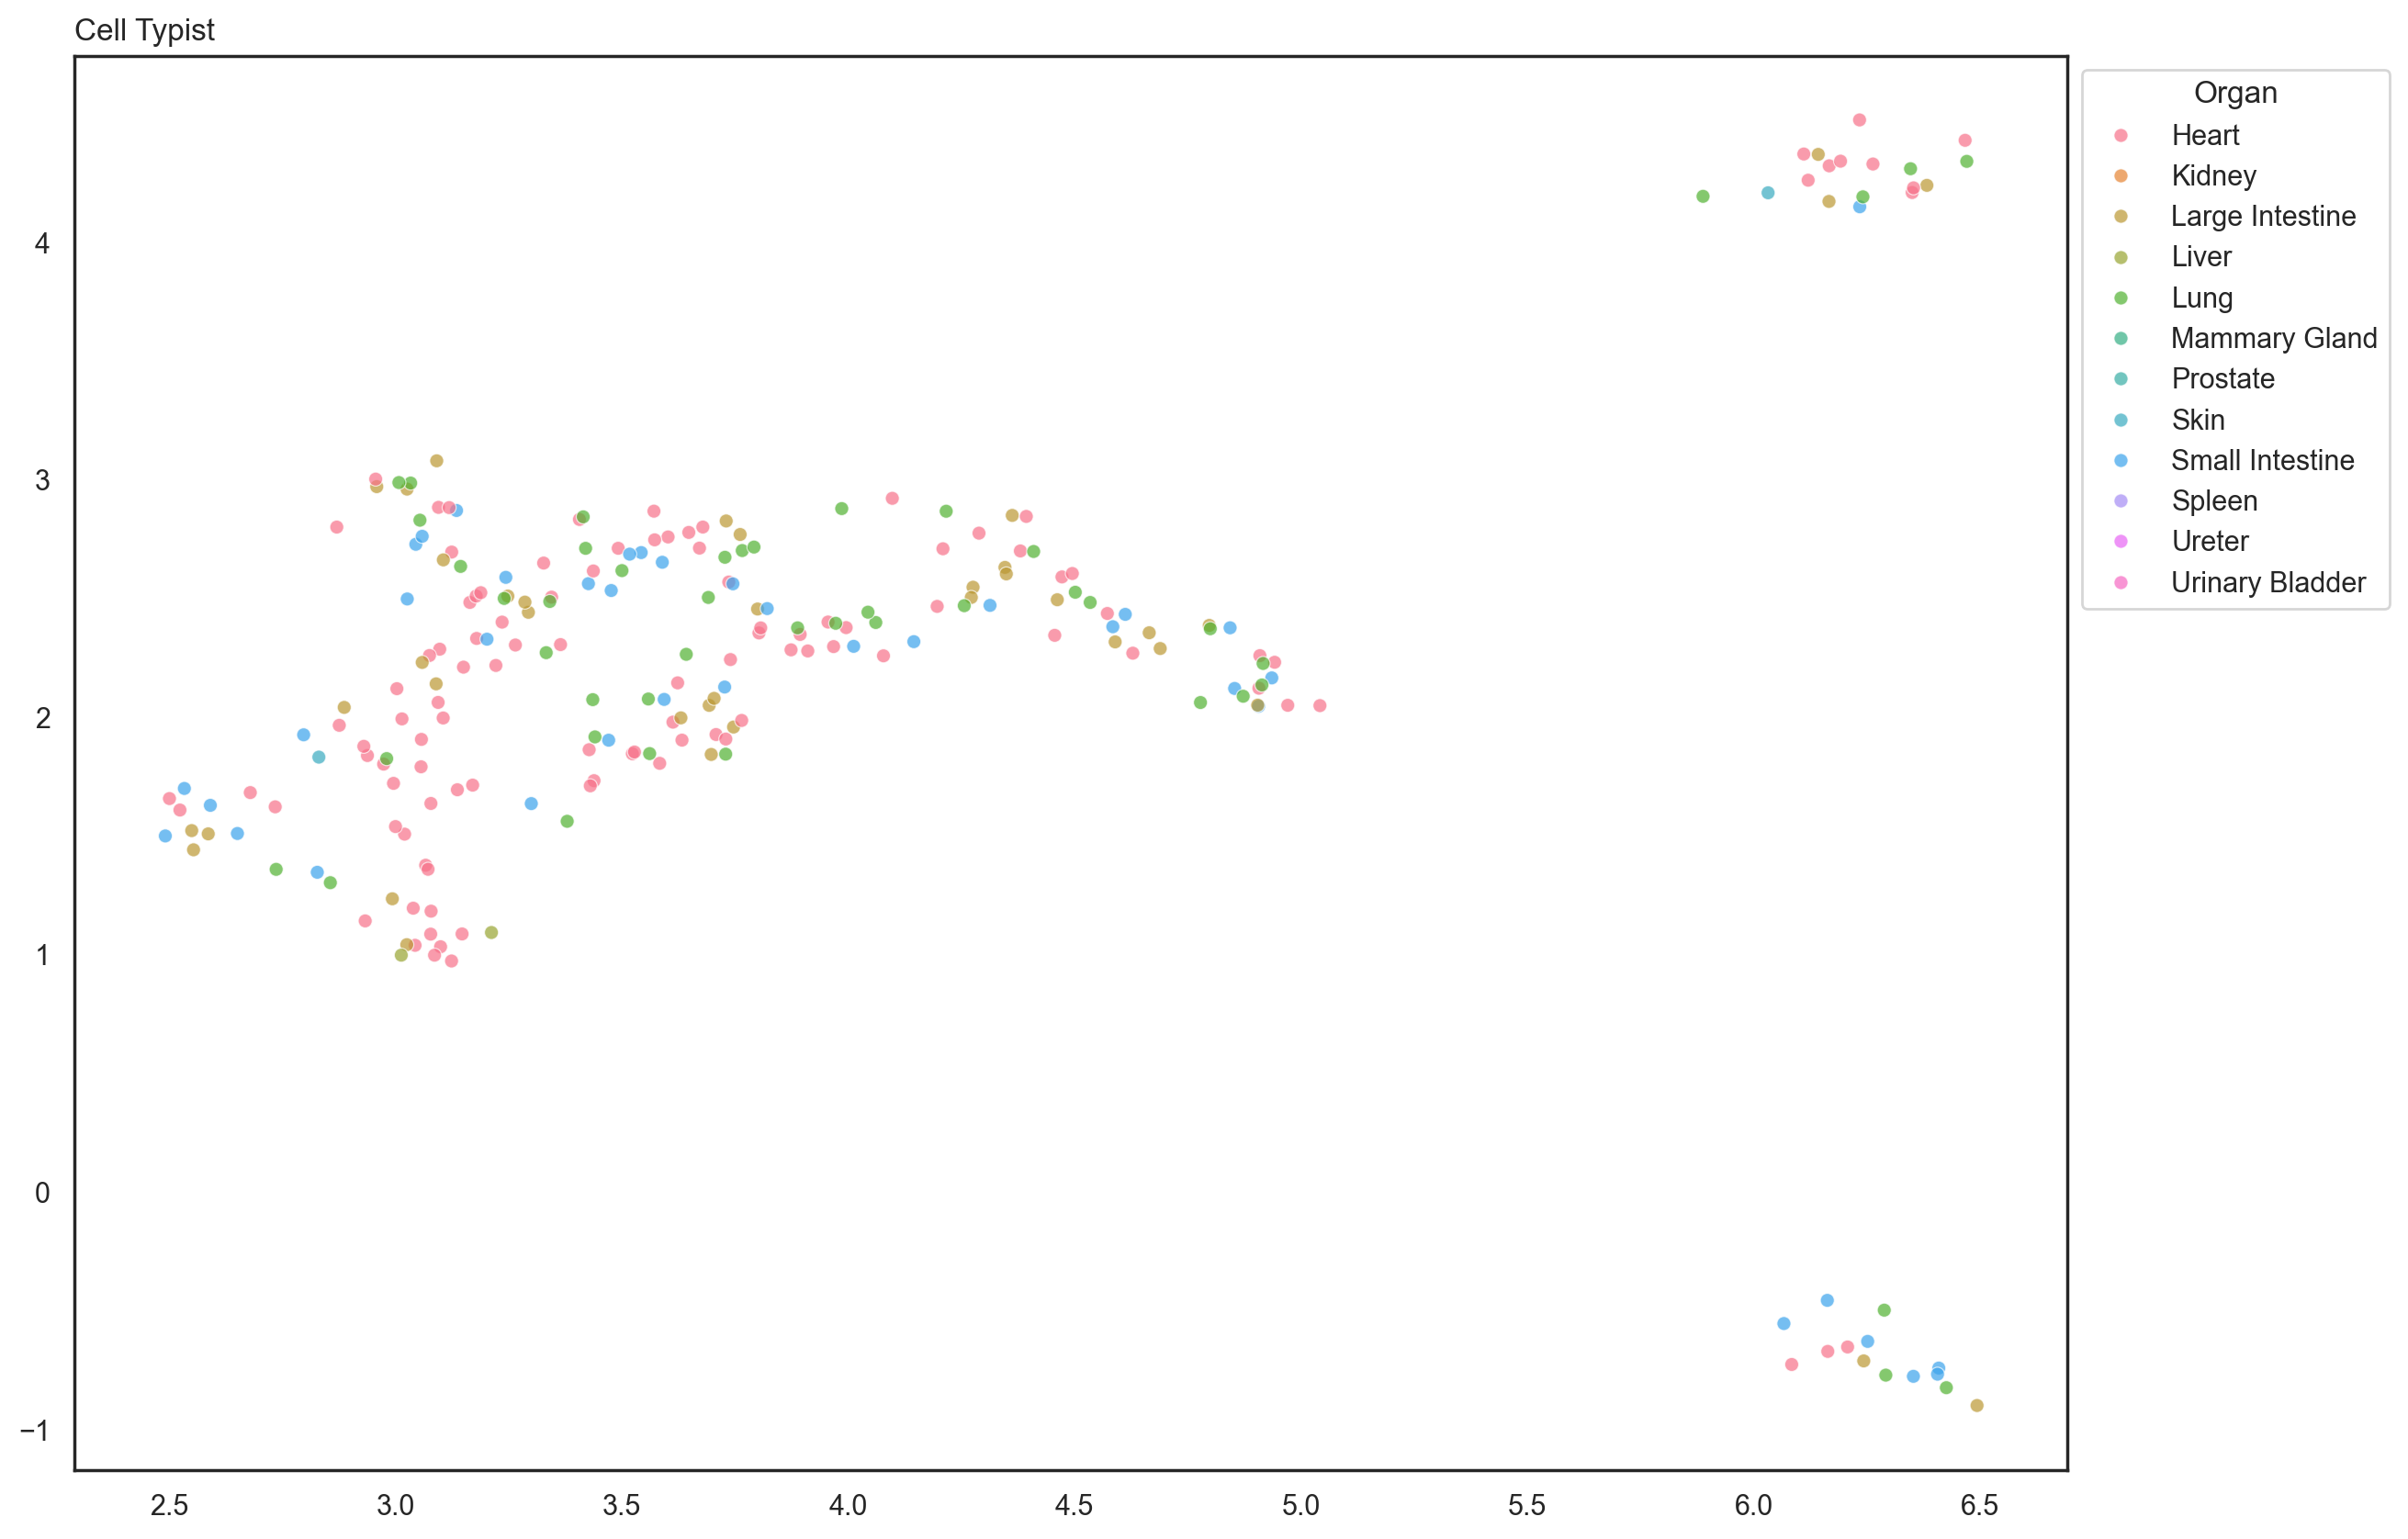 Cell Typist
Organ
Heart
Kidney
Large Intestine
Liver
Lung
Mammary Gland
Prostate
Skin
Small Intestine
Spleen
Ureter
Urinary Bladder
4
3
2
1
0
−1
2.5 3.0 3.5 4.0 4.5 5.0 5.5 6.0 6.5